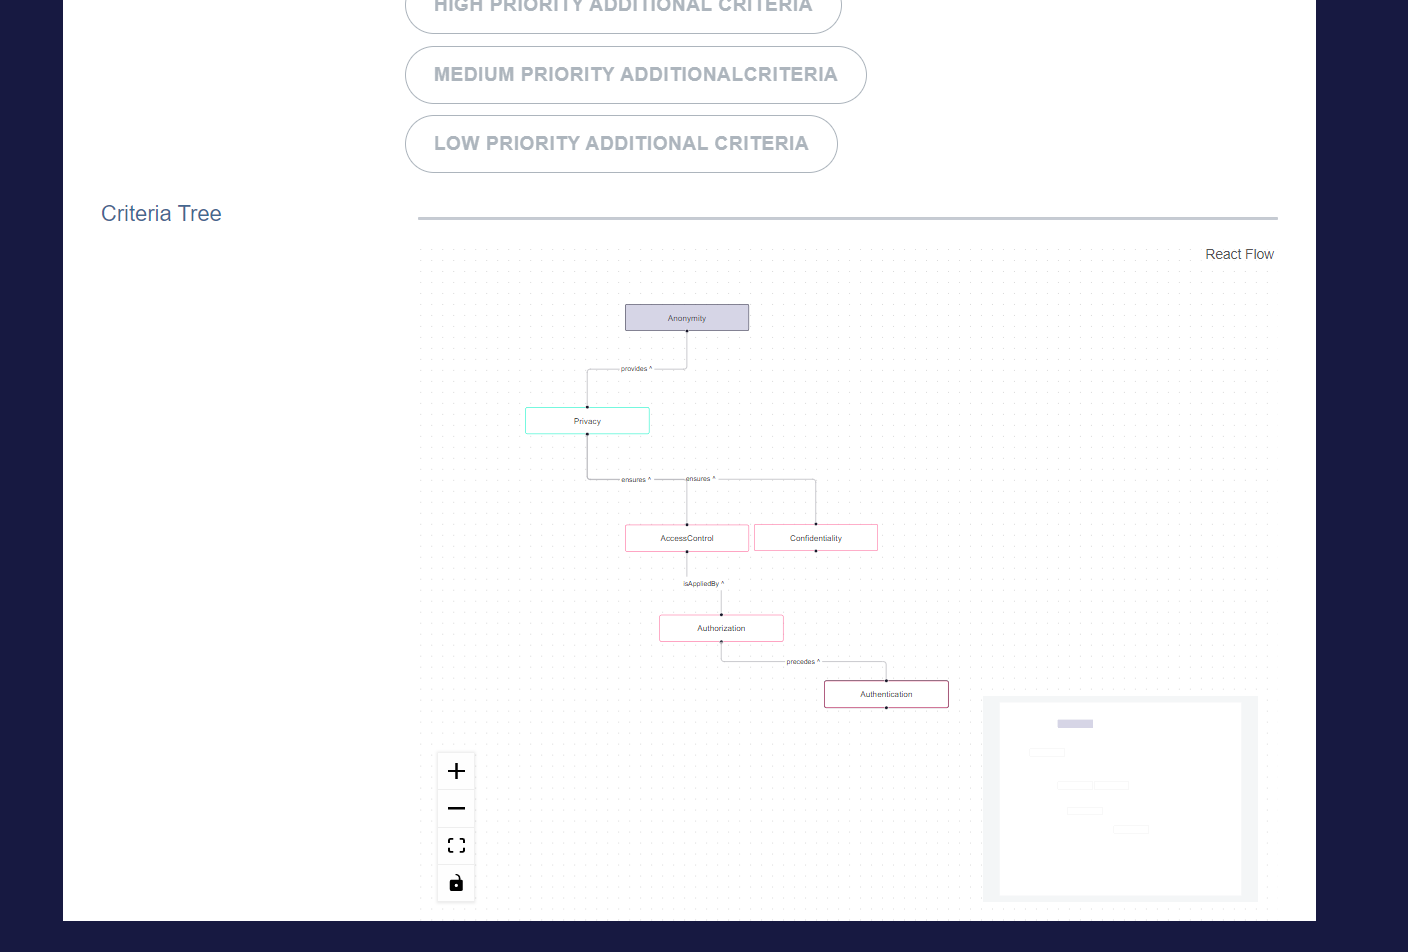 HIGH PRIORITY ADDITIONAL CRITERIA
MEDIUM PRIORITY ADDITIONALCRITERIA
LOW PRIORITY ADDITIONAL CRITERIA
Criteria Tree
React Flow
Anonymity
provides ^
Privacy
ensures ^
ensures ^
AccessControl
Confidentiality
isAppliedBy ^
Authorization
precedes ^
Authentication